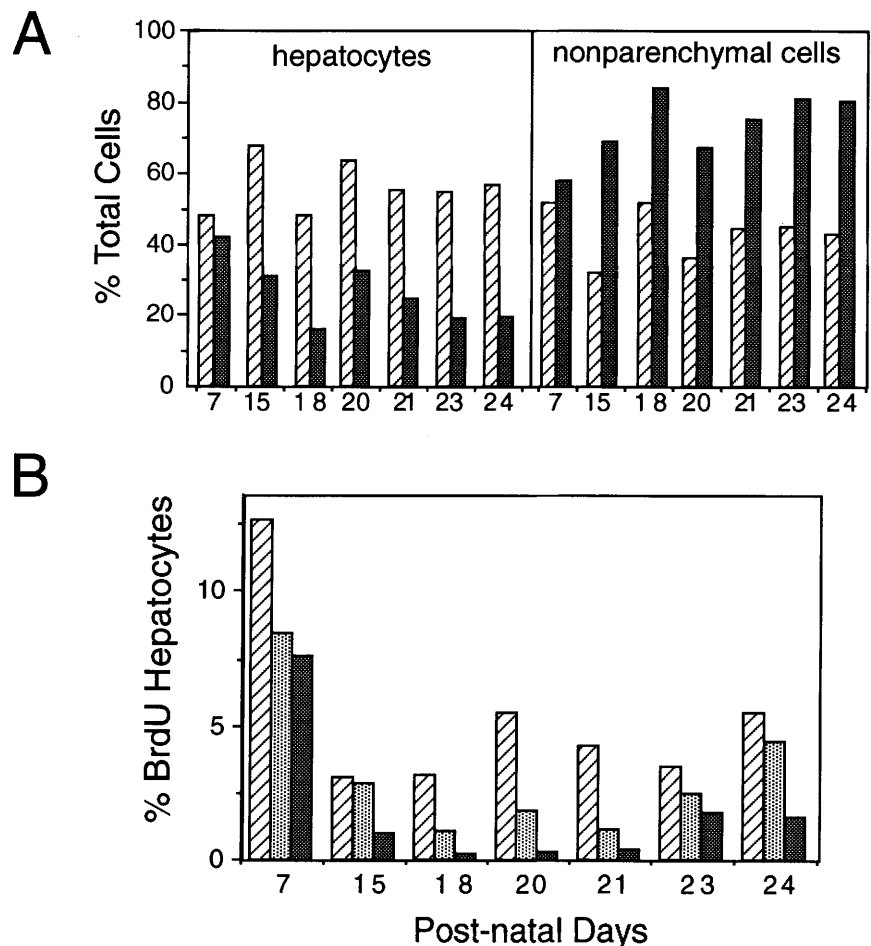 A
hepatocytes
nonparenchymal cells
% Total Cells
100
80
60
40
20
0
7 15 18 20 21 23 24 7 15 18 20 21 23 24
B
% BrdU Hepatocytes
10
5
0
7 15 18 20 21 23 24
Post-natal Days